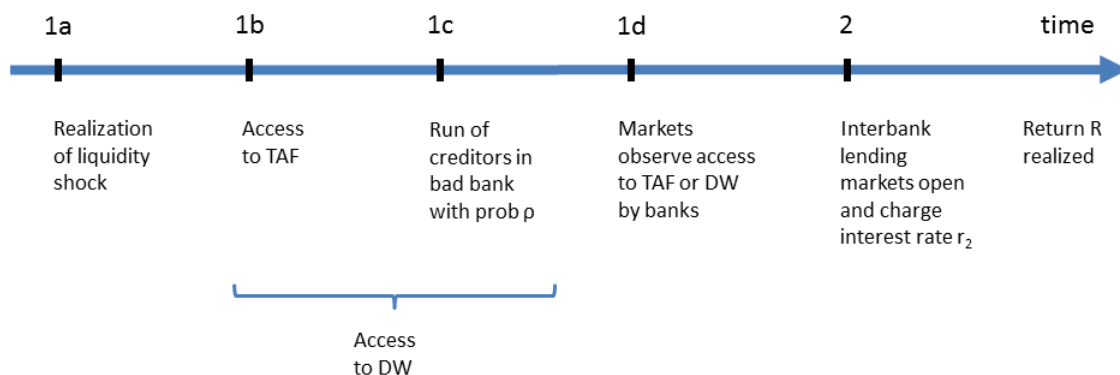 1a 1b 1c 1d 2 time
Realization
of liquidity
shock
Access
to TAF
Run of
creditors in
bad bank
with prob ρ
Markets
observe access
to TAF or DW
by banks
Interbank
lending
markets open
and charge
interest rate r₂
Return R
realized
Access
to DW